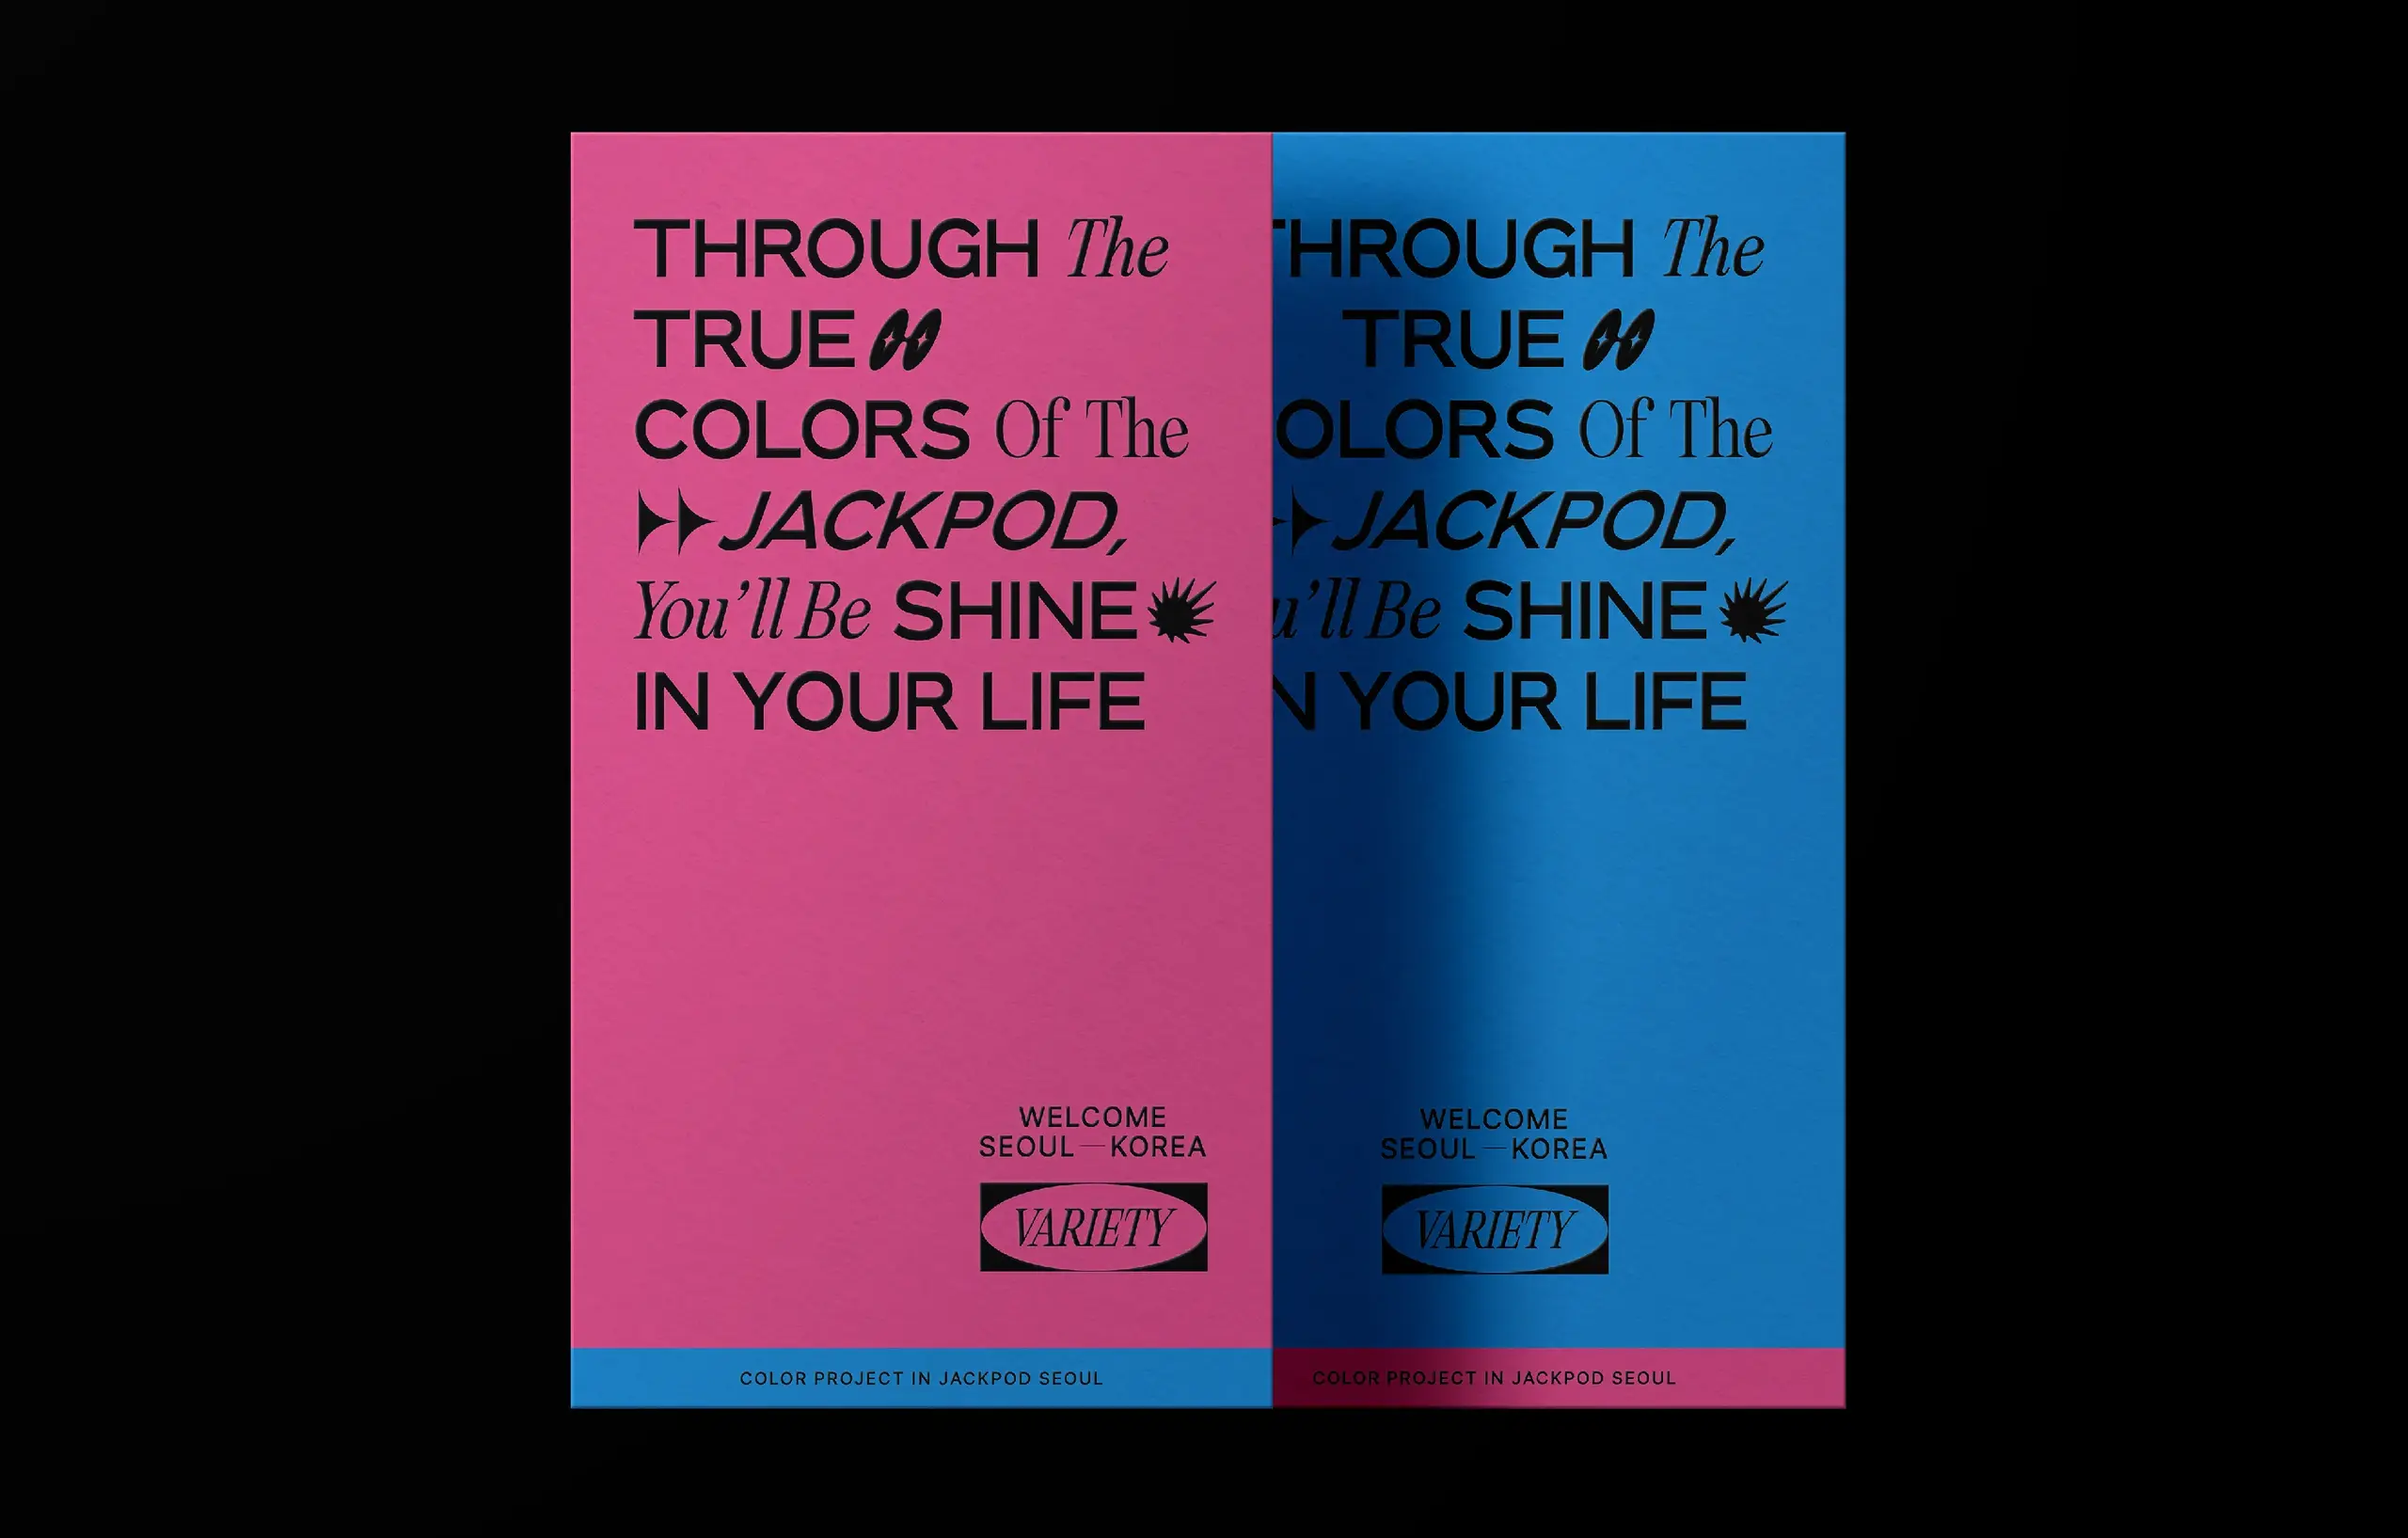 THROUGH The
TRUE
COLORS Of The
JACKPOD,
You'll Be SHINE
IN YOUR LIFE
WELCOME
SEOUL—KOREA
VARIETY
COLOR PROJECT IN JACKPOD SEOUL
THROUGH The
TRUE
OLORS Of The
JACKPOD,
u'll Be SHINE
N YOUR LIFE
WELCOME
SEOUL—KOREA
VARIETY
COLOR PROJECT IN JACKPOD SEOUL